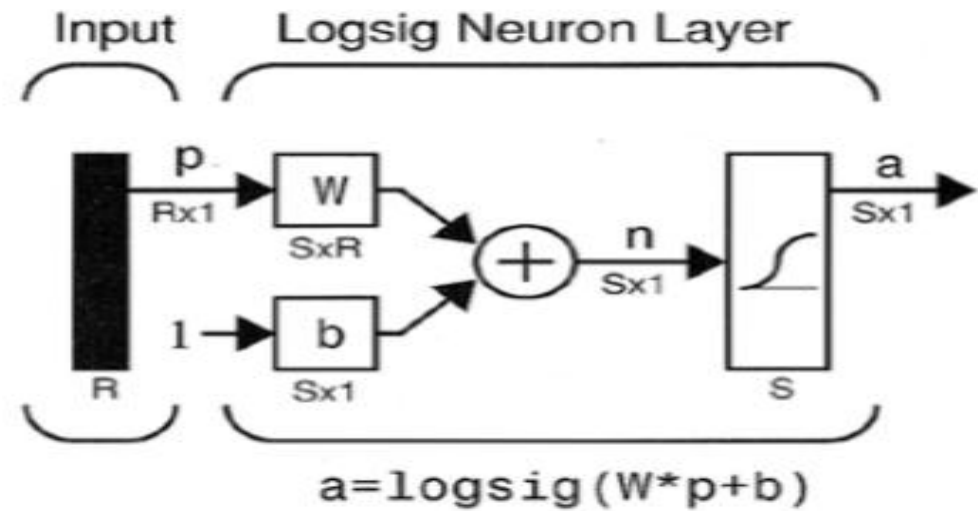 Input Logsig Neuron Layer
p W n a
Rx1 SxR Sx1 Sx1
1 b
R Sx1 S
a=logsig(W*p+b)